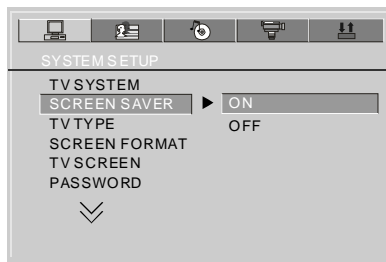 SYSTEM SETUP
TV SYSTEM
SCREEN SAVER ON
TV TYPE OFF
SCREEN FORMAT
TV SCREEN
PASSWORD